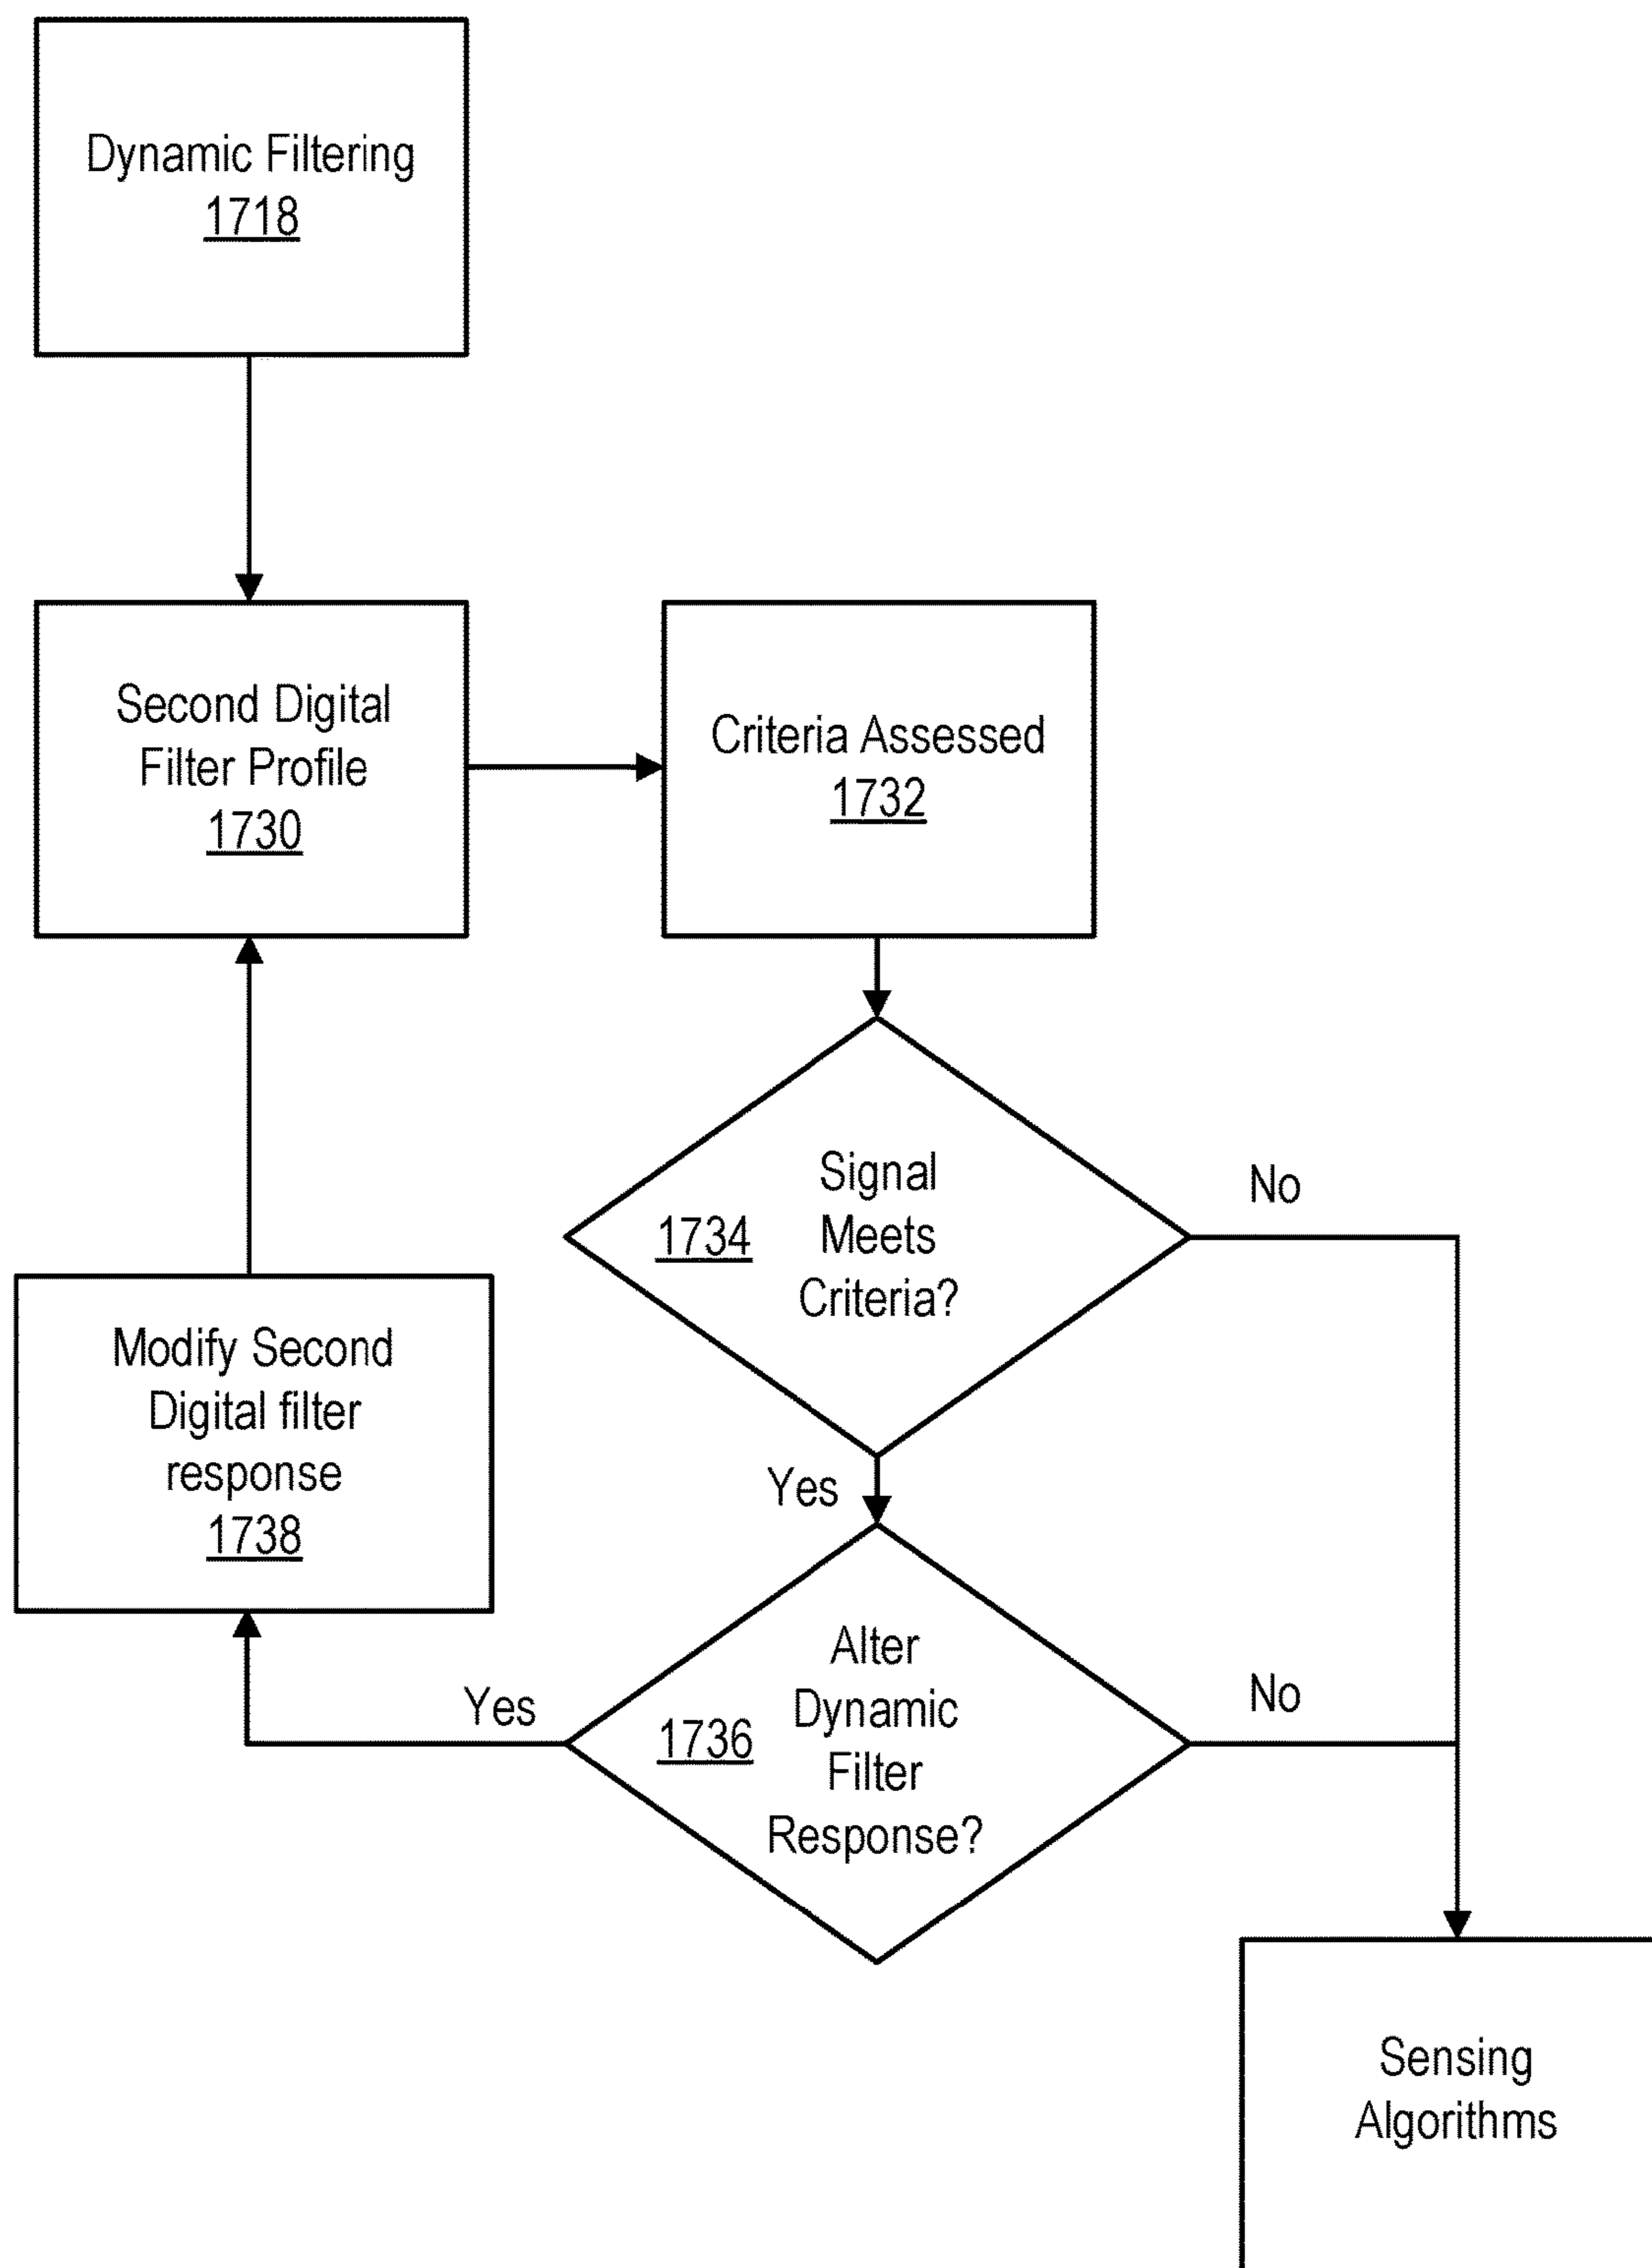 Dynamic Filtering
1718
Second Digital
Filter Profile
1730
Criteria Assessed
1732
Signal
Meets
Criteria?
1734
No
Yes
Modify Second
Digital filter
response
1738
Alter
Dynamic
Filter
Response?
1736
Yes
No
Sensing
Algorithms